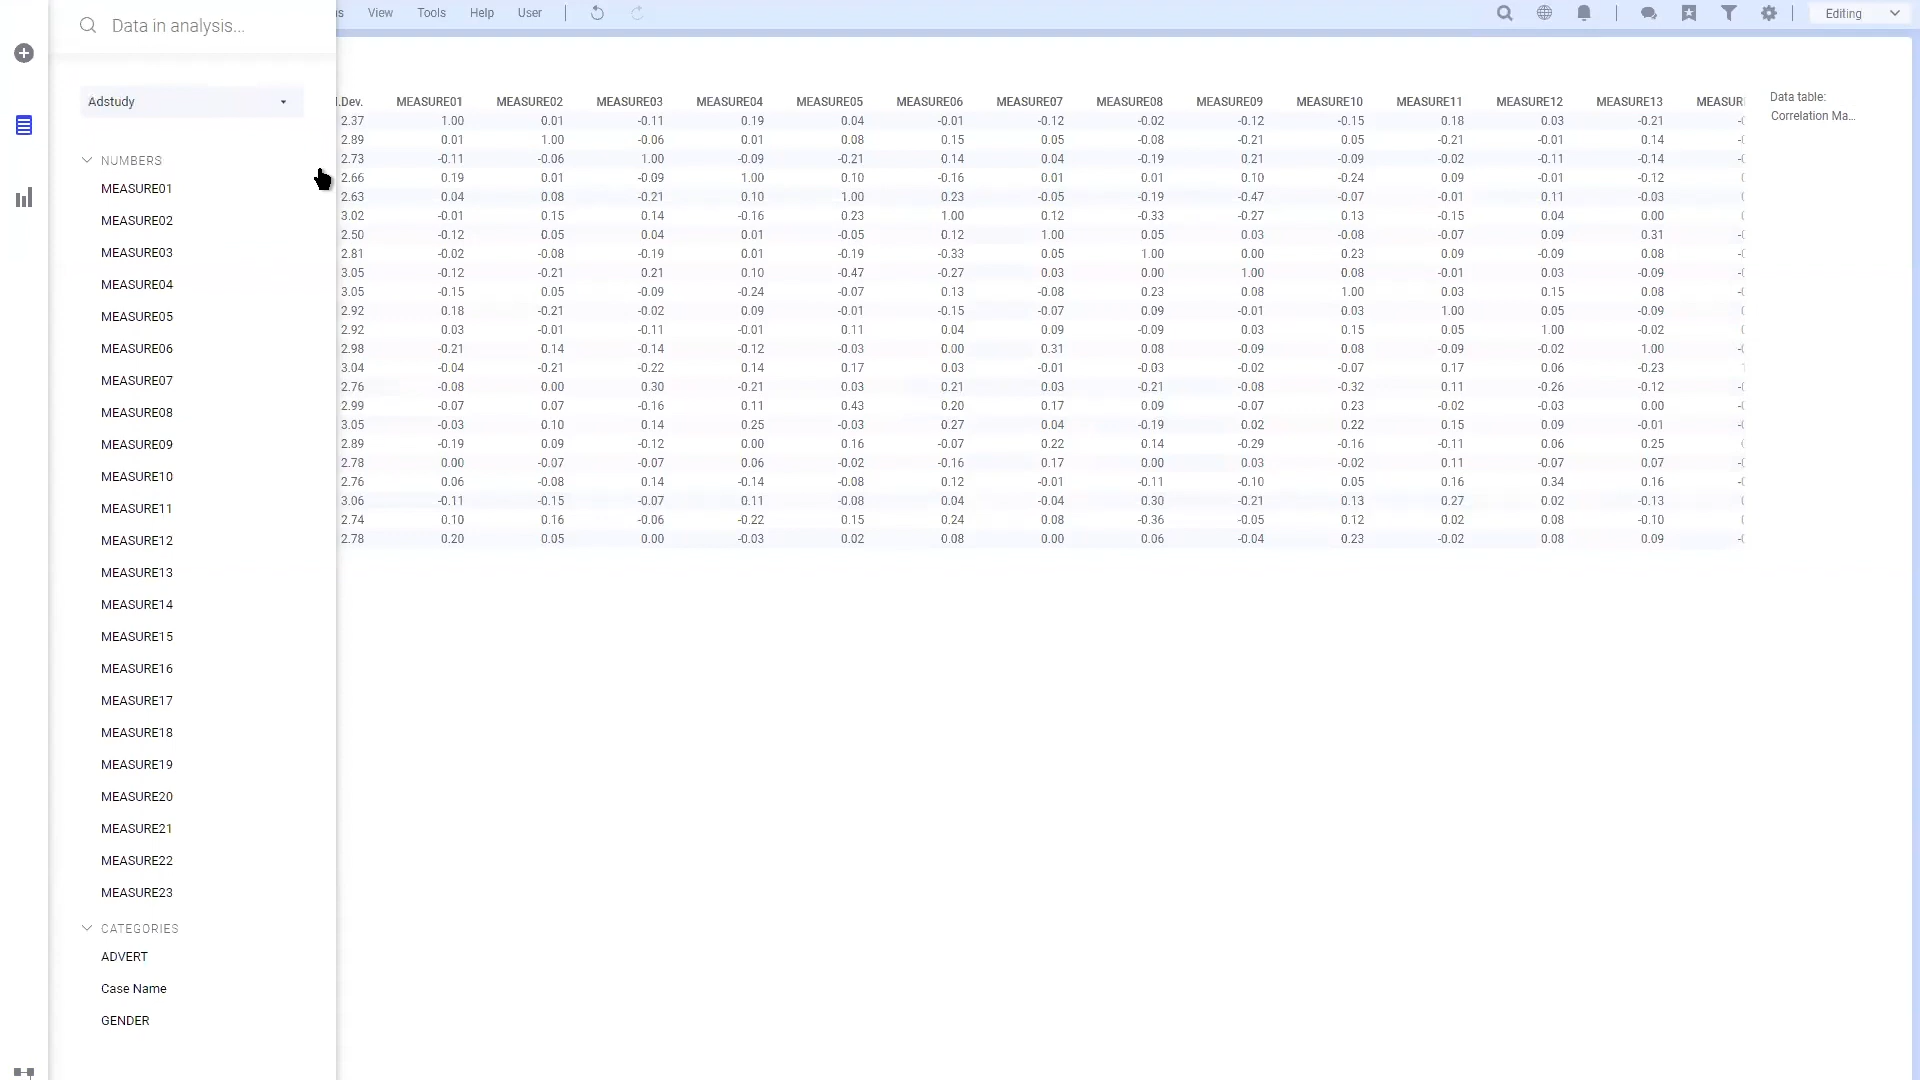 Data in analysis...
View Tools Help User Editing
Adstudy
NUMBERS
MEASURE01
MEASURE02
MEASURE03
MEASURE04
MEASURE05
MEASURE06
MEASURE07
MEASURE08
MEASURE09
MEASURE10
MEASURE11
MEASURE12
MEASURE13
MEASURE14
MEASURE15
MEASURE16
MEASURE17
MEASURE18
MEASURE19
MEASURE20
MEASURE21
MEASURE22
MEASURE23
CATEGORIES
ADVERT
Case Name
GENDER
.Dev. MEASURE01 MEASURE02 MEASURE03 MEASURE04 MEASURE05 MEASURE06 MEASURE07 MEASURE08 MEASURE09 MEASURE10 MEASURE11 MEASURE12 MEASURE13 MEASUR
2.37 1.00 0.01 -0.11 0.19 0.04 -0.01 -0.12 -0.02 -0.12 -0.15 0.18 0.03 -0.21
2.89 0.01 1.00 -0.06 0.01 0.08 0.15 0.05 -0.08 -0.21 0.05 -0.21 -0.01 0.14
2.73 -0.11 -0.06 1.00 -0.09 -0.21 0.14 0.04 -0.19 0.21 -0.09 -0.02 -0.11 -0.14
2.66 0.19 0.01 -0.09 1.00 0.10 -0.16 0.01 0.01 0.10 -0.24 0.09 -0.01 -0.12
2.63 0.04 0.08 -0.21 0.10 1.00 0.23 -0.05 -0.19 -0.47 -0.07 -0.01 0.11 -0.03
3.02 -0.01 0.15 0.14 -0.16 0.23 1.00 0.12 -0.33 -0.27 0.13 -0.15 0.04 0.00
2.50 -0.12 0.05 0.04 0.01 -0.05 0.12 1.00 0.05 0.03 -0.08 -0.07 0.09 0.31
2.81 -0.02 -0.08 -0.19 0.01 -0.19 -0.33 0.05 1.00 0.00 0.23 0.09 -0.09 0.08
3.05 -0.12 -0.21 0.21 0.10 -0.47 -0.27 0.03 0.00 1.00 0.08 -0.01 0.03 -0.09
3.05 -0.15 0.05 -0.09 -0.24 -0.07 0.13 -0.08 0.23 0.08 1.00 0.03 0.15 0.08
2.92 0.18 -0.21 -0.02 0.09 -0.01 -0.15 -0.07 0.09 -0.01 0.03 1.00 0.05 -0.09
2.92 0.03 -0.01 -0.11 -0.01 0.11 0.04 0.09 -0.09 0.03 0.15 0.05 1.00 -0.02
2.98 -0.21 0.14 -0.14 -0.12 -0.03 0.00 0.31 0.08 -0.09 0.08 -0.09 -0.02 1.00
3.04 -0.04 -0.21 -0.22 0.14 0.17 0.03 -0.01 -0.03 -0.02 -0.07 0.17 0.06 -0.23
2.76 -0.08 0.00 0.30 -0.21 0.03 0.21 0.03 -0.21 -0.08 -0.32 0.11 -0.26 -0.12
2.99 -0.07 0.07 -0.16 0.11 0.43 0.20 0.17 0.09 -0.07 0.23 -0.02 -0.03 0.00
3.05 -0.03 0.10 0.14 0.25 -0.03 0.27 0.04 -0.19 0.02 0.22 0.15 0.09 -0.01
2.89 -0.19 0.09 -0.12 0.00 0.16 -0.07 0.22 0.14 -0.29 -0.16 -0.11 0.06 0.25
2.78 0.00 -0.07 -0.07 0.06 -0.02 -0.16 0.17 0.00 0.03 -0.02 0.11 -0.07 0.07
2.76 0.06 -0.08 0.14 -0.14 -0.08 0.12 -0.01 -0.11 -0.10 0.05 0.16 0.34 0.16
3.06 -0.11 -0.15 -0.07 0.11 -0.08 0.04 -0.04 0.30 -0.21 0.13 0.27 0.02 -0.13
2.74 0.10 0.16 -0.06 -0.22 0.15 0.24 0.08 -0.36 -0.05 0.12 0.02 0.08 -0.10
2.78 0.20 0.05 0.00 -0.03 0.02 0.08 0.00 0.06 -0.04 0.23 -0.02 0.08 0.09
Data table:
Correlation Ma...